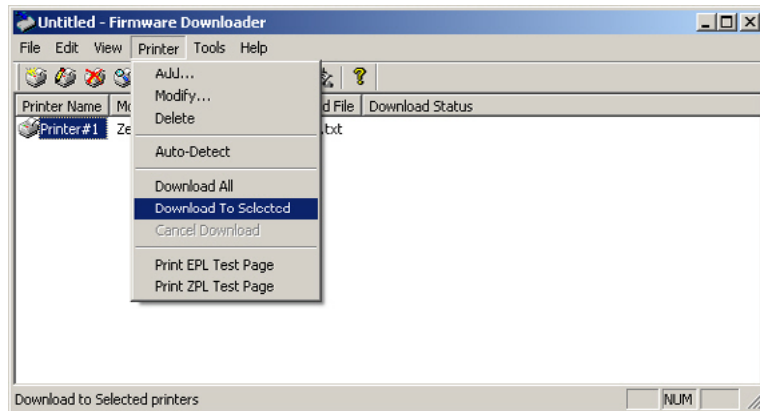 Untitled - Firmware Downloader
File Edit View Printer Tools Help
Add...
Modify...
Delete
Auto-Detect
Download All
Download To Selected
Cancel Download
Print EPL Test Page
Print ZPL Test Page
Printer Name Mo d File Download Status
Printer#1 Ze .txt
Download to Selected printers NUM